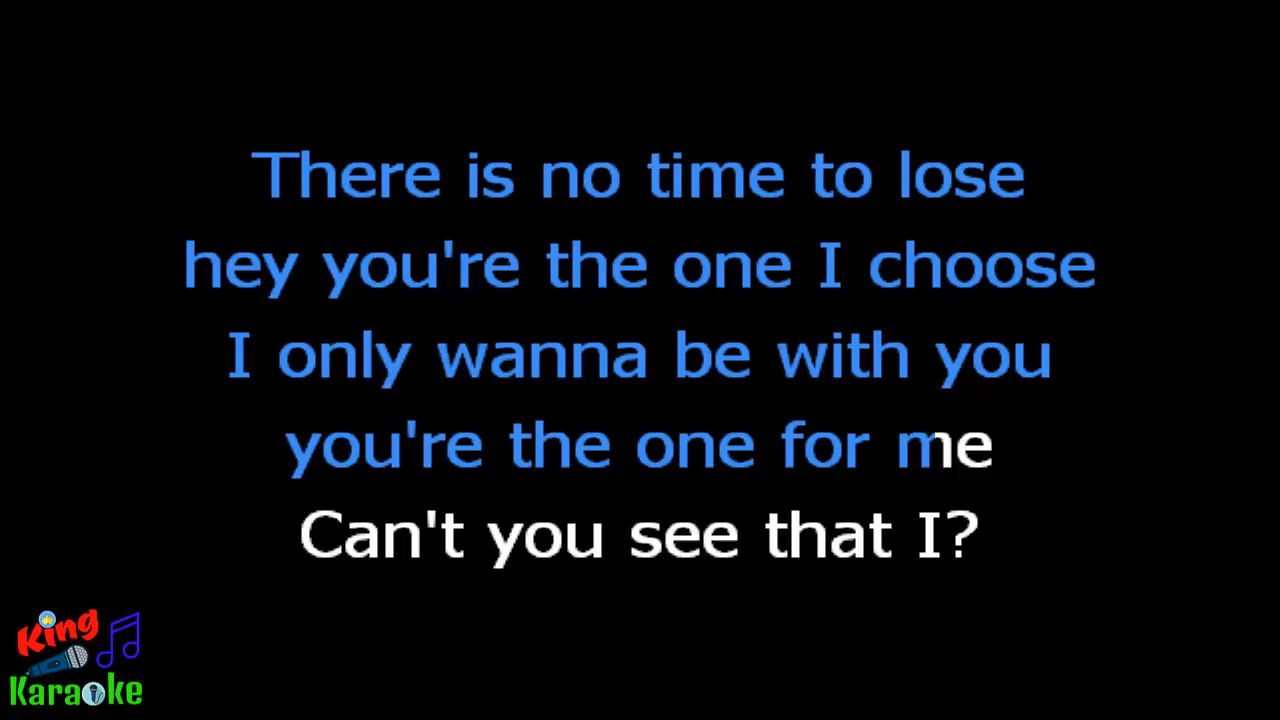 There is no time to lose
hey you're the one I choose
I only wanna be with you
you're the one for me
Can't you see that I?
King
Karaoke